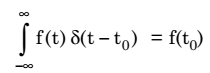 ∫_{-∞}^{∞} f(t) δ(t − t₀) = f(t₀)